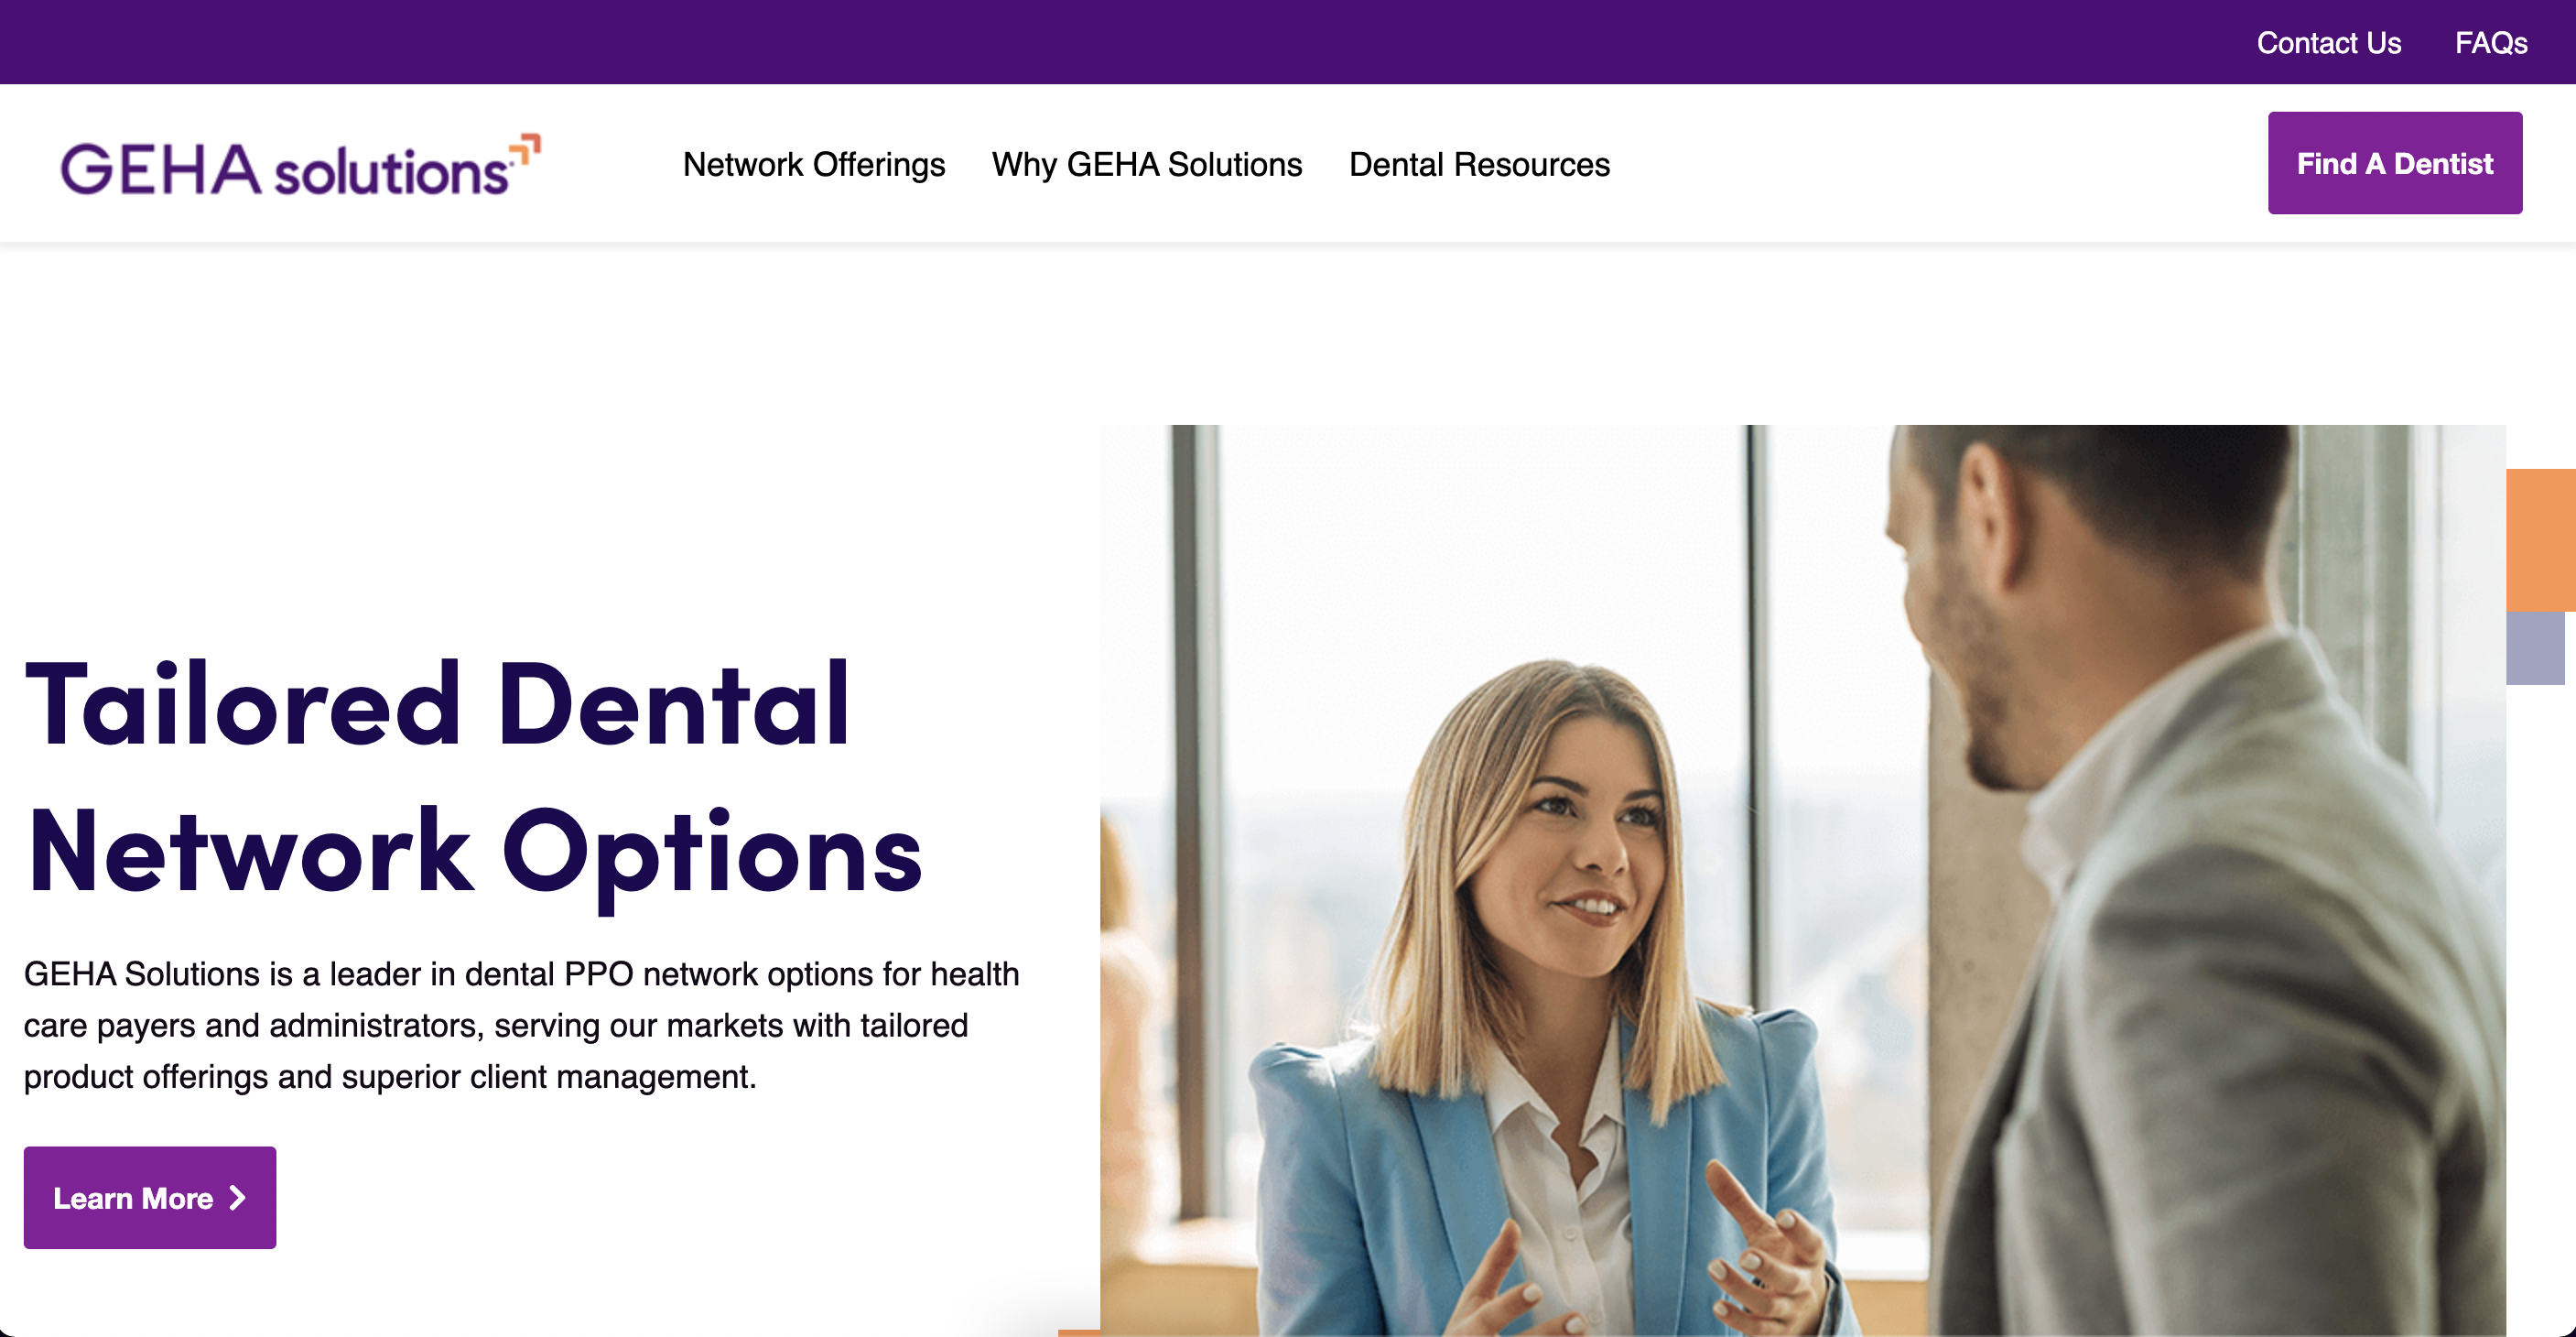 Contact Us FAQs
GEHA solutions
Network Offerings Why GEHA Solutions Dental Resources
Find A Dentist
Tailored Dental
Network Options
GEHA Solutions is a leader in dental PPO network options for health
care payers and administrators, serving our markets with tailored
product offerings and superior client management.
Learn More